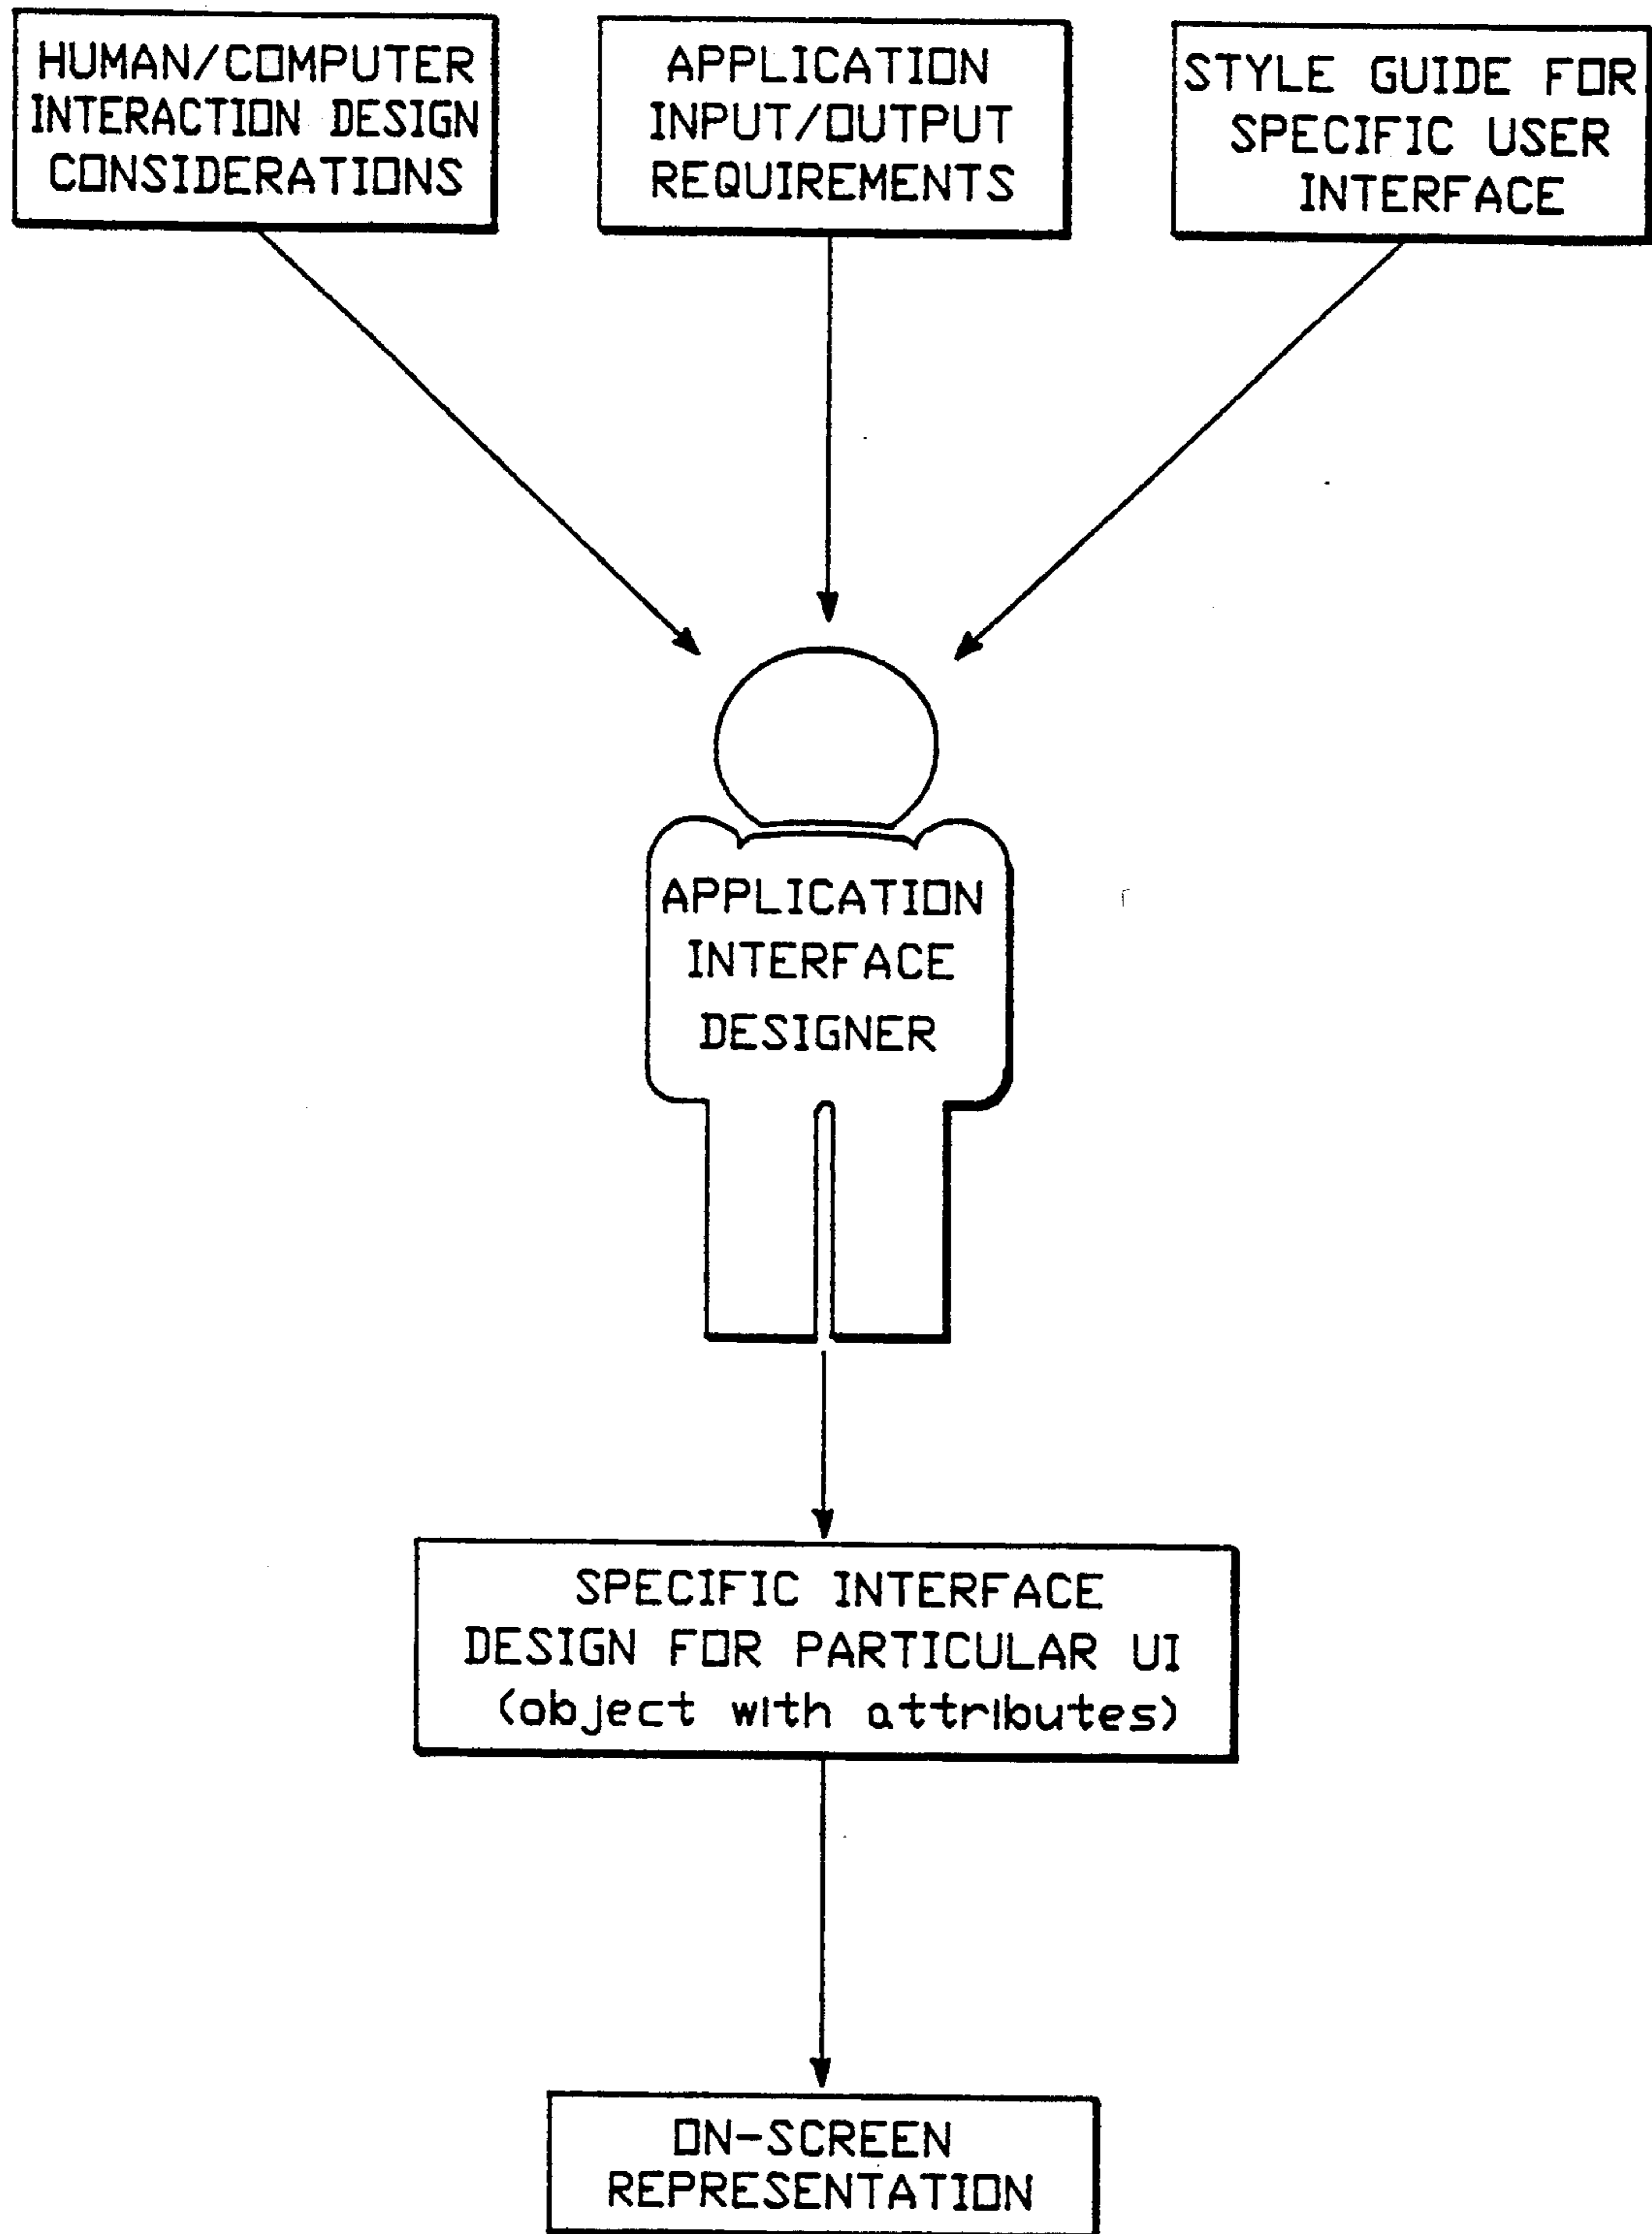 HUMAN/COMPUTER
INTERACTION DESIGN
CONSIDERATIONS
APPLICATION
INPUT/OUTPUT
REQUIREMENTS
STYLE GUIDE FOR
SPECIFIC USER
INTERFACE
APPLICATION
INTERFACE
DESIGNER
SPECIFIC INTERFACE
DESIGN FOR PARTICULAR UI
(object with attributes)
ON-SCREEN
REPRESENTATION